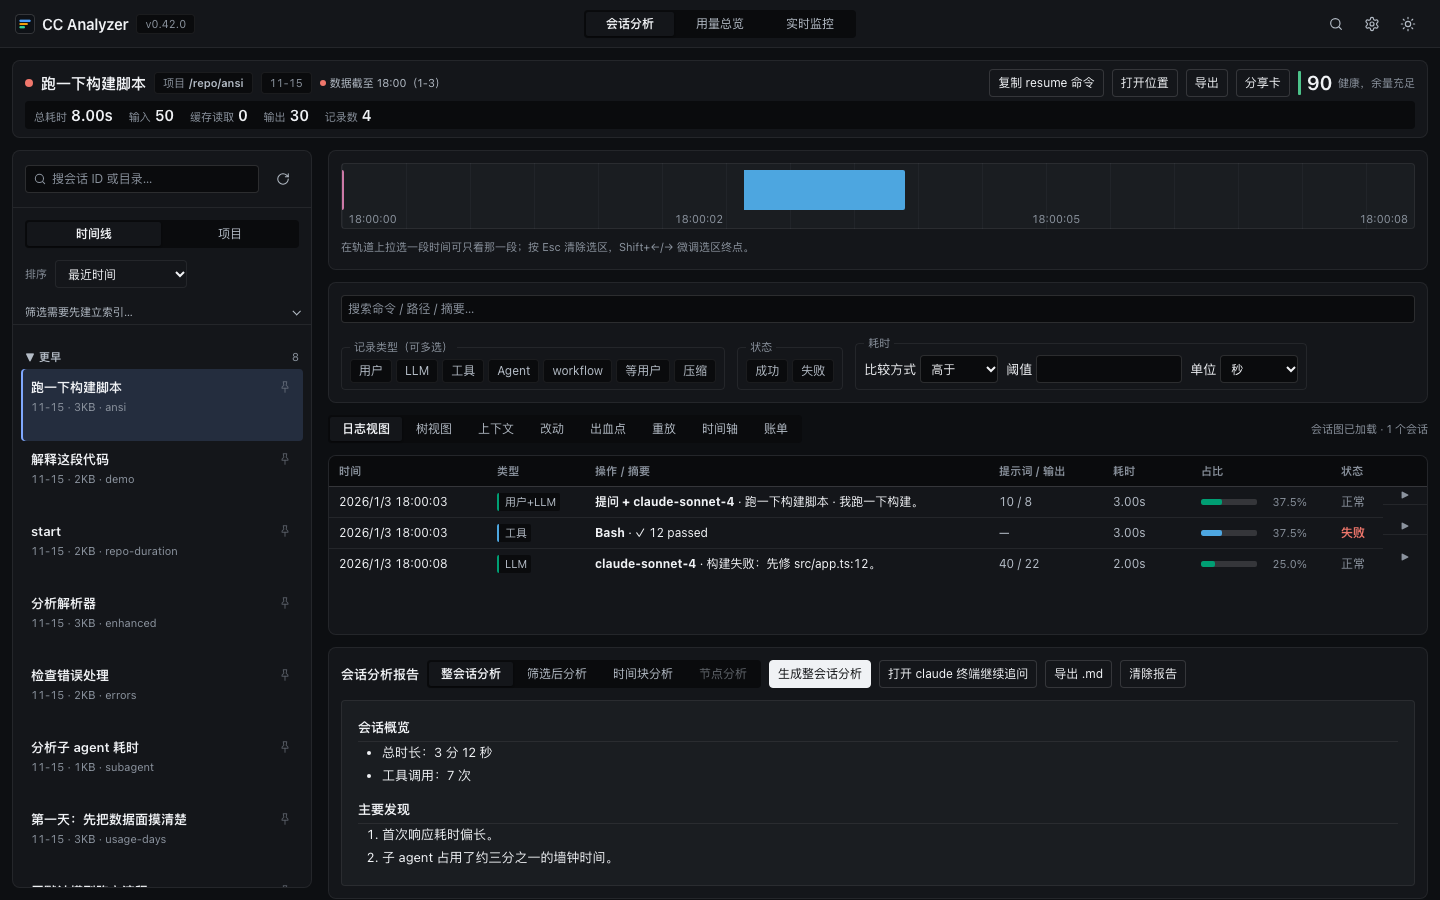 CC Analyzer v0.42.0 会话分析 用量总览 实时监控
跑一下构建脚本 项目 /repo/ansi 11-15 数据截至 18:00 (1-3) 复制 resume 命令 打开位置 导出 分享卡 90 健康，余量充足
总耗时 8.00s 输入 50 缓存读取 0 输出 30 记录数 4
搜会话 ID 或目录...
时间线 项目
排序 最近时间
筛选需要先建立索引...
▼ 更早 8
跑一下构建脚本
11-15 · 3KB · ansi
解释这段代码
11-15 · 2KB · demo
start
11-15 · 2KB · repo-duration
分析解析器
11-15 · 3KB · enhanced
检查错误处理
11-15 · 2KB · errors
分析子 agent 耗时
11-15 · 1KB · subagent
第一天：先把数据面摸清楚
11-15 · 3KB · usage-days
18:00:00 18:00:02 18:00:05 18:00:08
在轨道上拉选一段时间可只看那一段；按 Esc 清除选区，Shift+←/→ 微调选区终点。
搜索命令 / 路径 / 摘要...
记录类型（可多选） 状态 耗时
用户 LLM 工具 Agent workflow 等用户 压缩 成功 失败 比较方式 高于 阈值 单位 秒
日志视图 树视图 上下文 改动 出血点 重放 时间轴 账单 会话图已加载 · 1 个会话
时间 类型 操作 / 摘要 提示词 / 输出 耗时 占比 状态
2026/1/3 18:00:03 用户+LLM 提问 + claude-sonnet-4 · 跑一下构建脚本 · 我跑一下构建。 10 / 8 3.00s 37.5% 正常 ▶
2026/1/3 18:00:03 工具 Bash · ✓ 12 passed — 3.00s 37.5% 失败 ▶
2026/1/3 18:00:08 LLM claude-sonnet-4 · 构建失败：先修 src/app.ts:12。 40 / 22 2.00s 25.0% 正常 ▶
会话分析报告 整会话分析 筛选后分析 时间块分析 节点分析 生成整会话分析 打开 claude 终端继续追问 导出 .md 清除报告
会话概览
• 总时长：3 分 12 秒
• 工具调用：7 次
主要发现
1. 首次响应耗时偏长。
2. 子 agent 占用了约三分之一的墙钟时间。